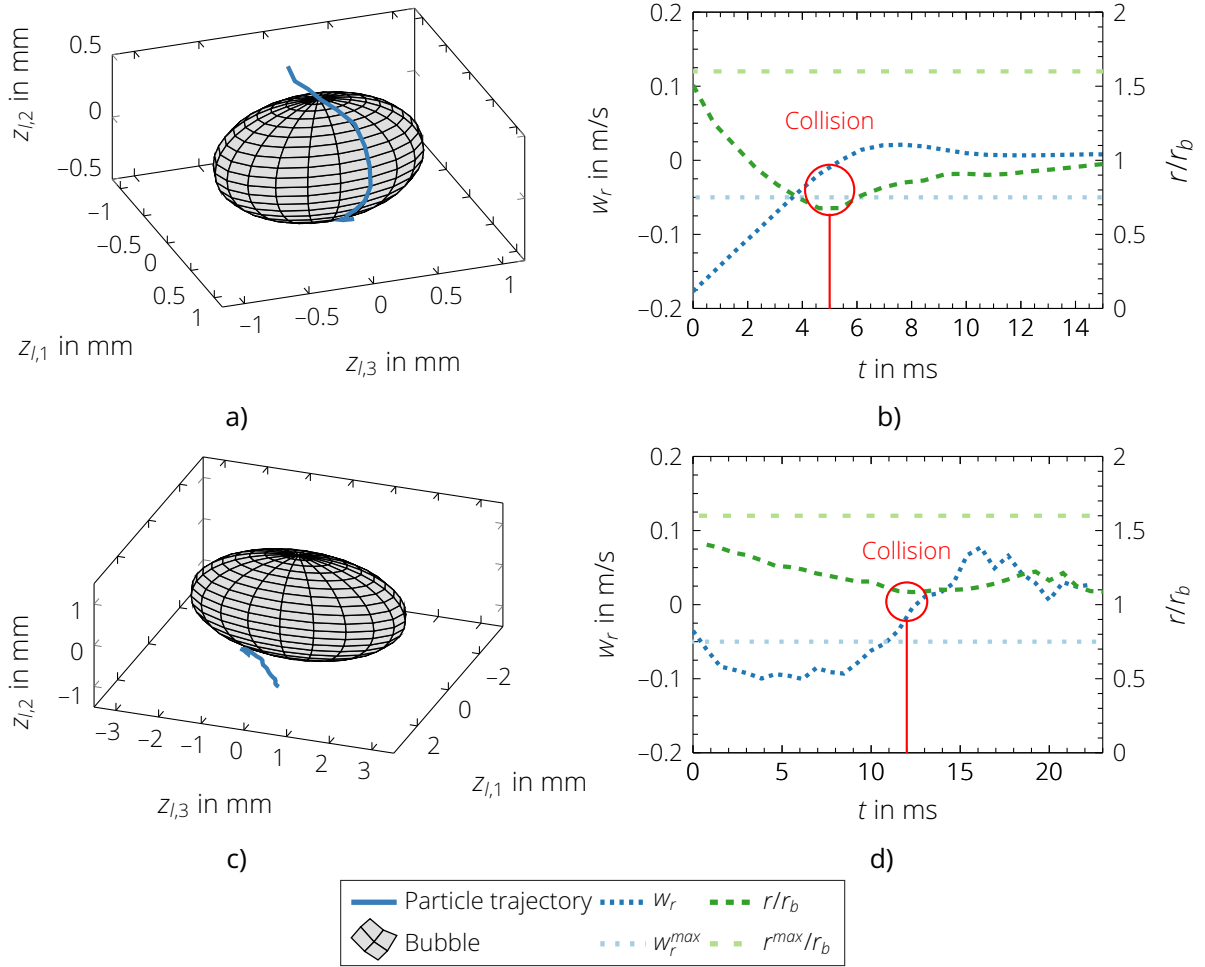 0.5
0
−0.5
z_{l,2} in mm
−1
−0.5
0
0.5
1
z_{l,1} in mm
−1
−0.5
0
0.5
1
z_{l,3} in mm
a)
0.2
0.1
0
−0.1
−0.2
w_r in m/s
Collision
2
1.5
1
0.5
0
r/r_b
0 2 4 6 8 10 12 14
t in ms
b)
1
0
−1
z_{l,2} in mm
−3 −2 −1 0 1 2 3
z_{l,3} in mm
−2
0
2
z_{l,1} in mm
c)
0.2
0.1
0
−0.1
−0.2
w_r in m/s
Collision
2
1.5
1
0.5
0
r/r_b
0 5 10 15 20
t in ms
d)
Particle trajectory w_r r/r_b
Bubble w_r^{max} r^{max}/r_b